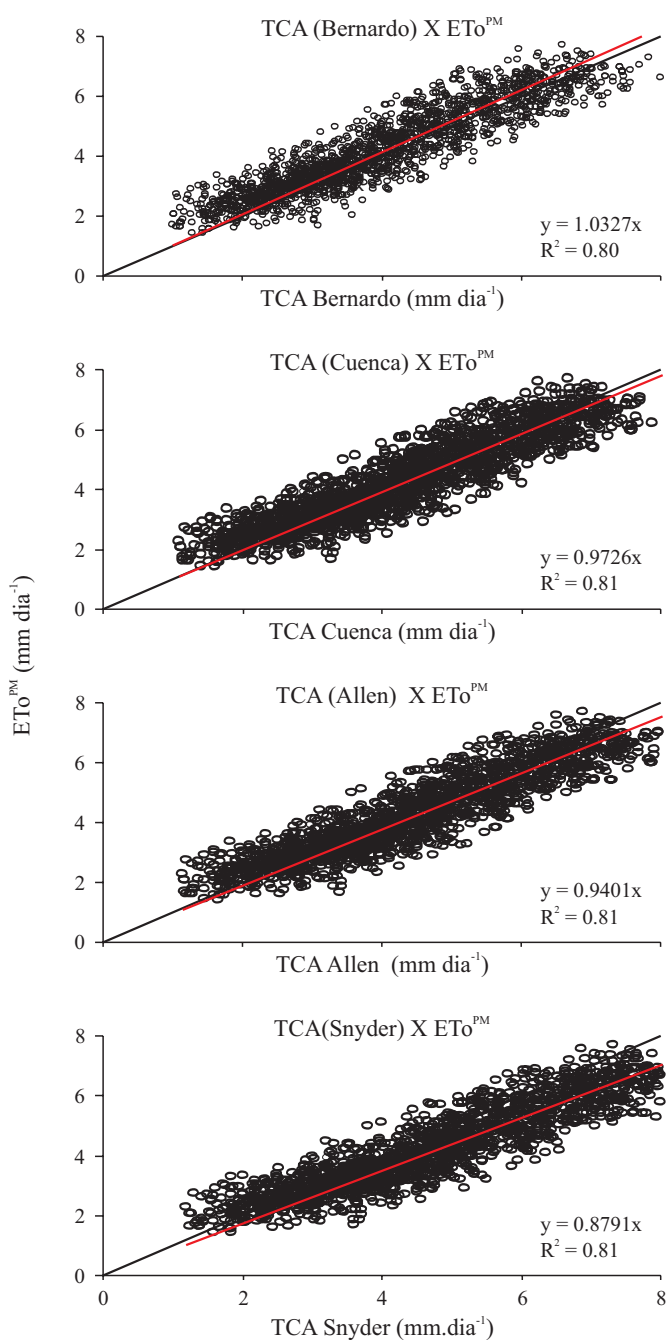 TCA (Bernardo) X ETo^PM
8
6
4
2
0
y = 1.0327x
R² = 0.80
TCA Bernardo (mm dia⁻¹)
TCA (Cuenca) X ETo^PM
8
6
4
2
0
y = 0.9726x
R² = 0.81
TCA Cuenca (mm dia⁻¹)
ETo^PM (mm dia⁻¹)
TCA (Allen) X ETo^PM
8
6
4
2
0
y = 0.9401x
R² = 0.81
TCA Allen (mm dia⁻¹)
TCA(Snyder) X ETo^PM
8
6
4
2
0
y = 0.8791x
R² = 0.81
0 2 4 6 8
TCA Snyder (mm.dia⁻¹)